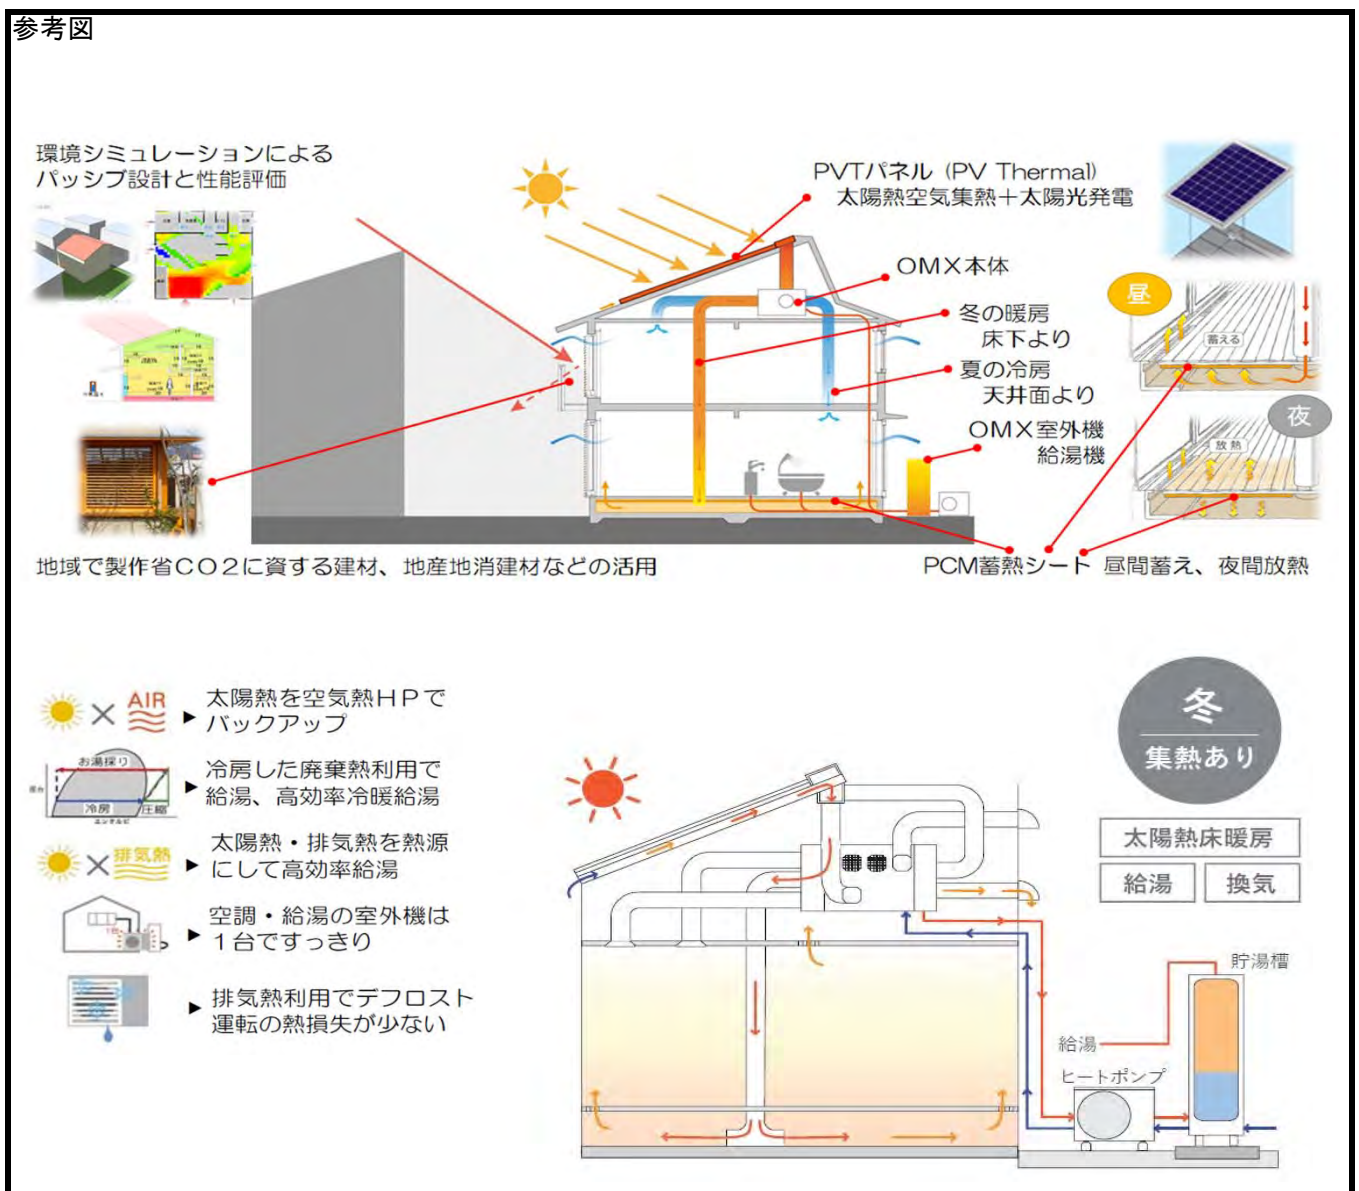 参考図
環境シミュレーションによる
パッシブ設計と性能評価
PVTパネル (PV Thermal)
太陽熱空気集熱＋太陽光発電
OMX本体
冬の暖房
床下より
夏の冷房
天井面より
OMX室外機
給湯機
昼
蓄える
夜
放熱
地域で製作省CO2に資する建材、地産地消建材などの活用
PCM蓄熱シート 昼間蓄え、夜間放熱
AIR
太陽熱を空気熱HPで
バックアップ
お湯採り
冷房
圧縮
エンタルピ
冷房した廃棄熱利用で
給湯、高効率冷暖給湯
排気熱
太陽熱・排気熱を熱源
にして高効率給湯
空調・給湯の室外機は
1台ですっきり
排気熱利用でデフロスト
運転の熱損失が少ない
冬
集熱あり
太陽熱床暖房
給湯
換気
貯湯槽
給湯
ヒートポンプ